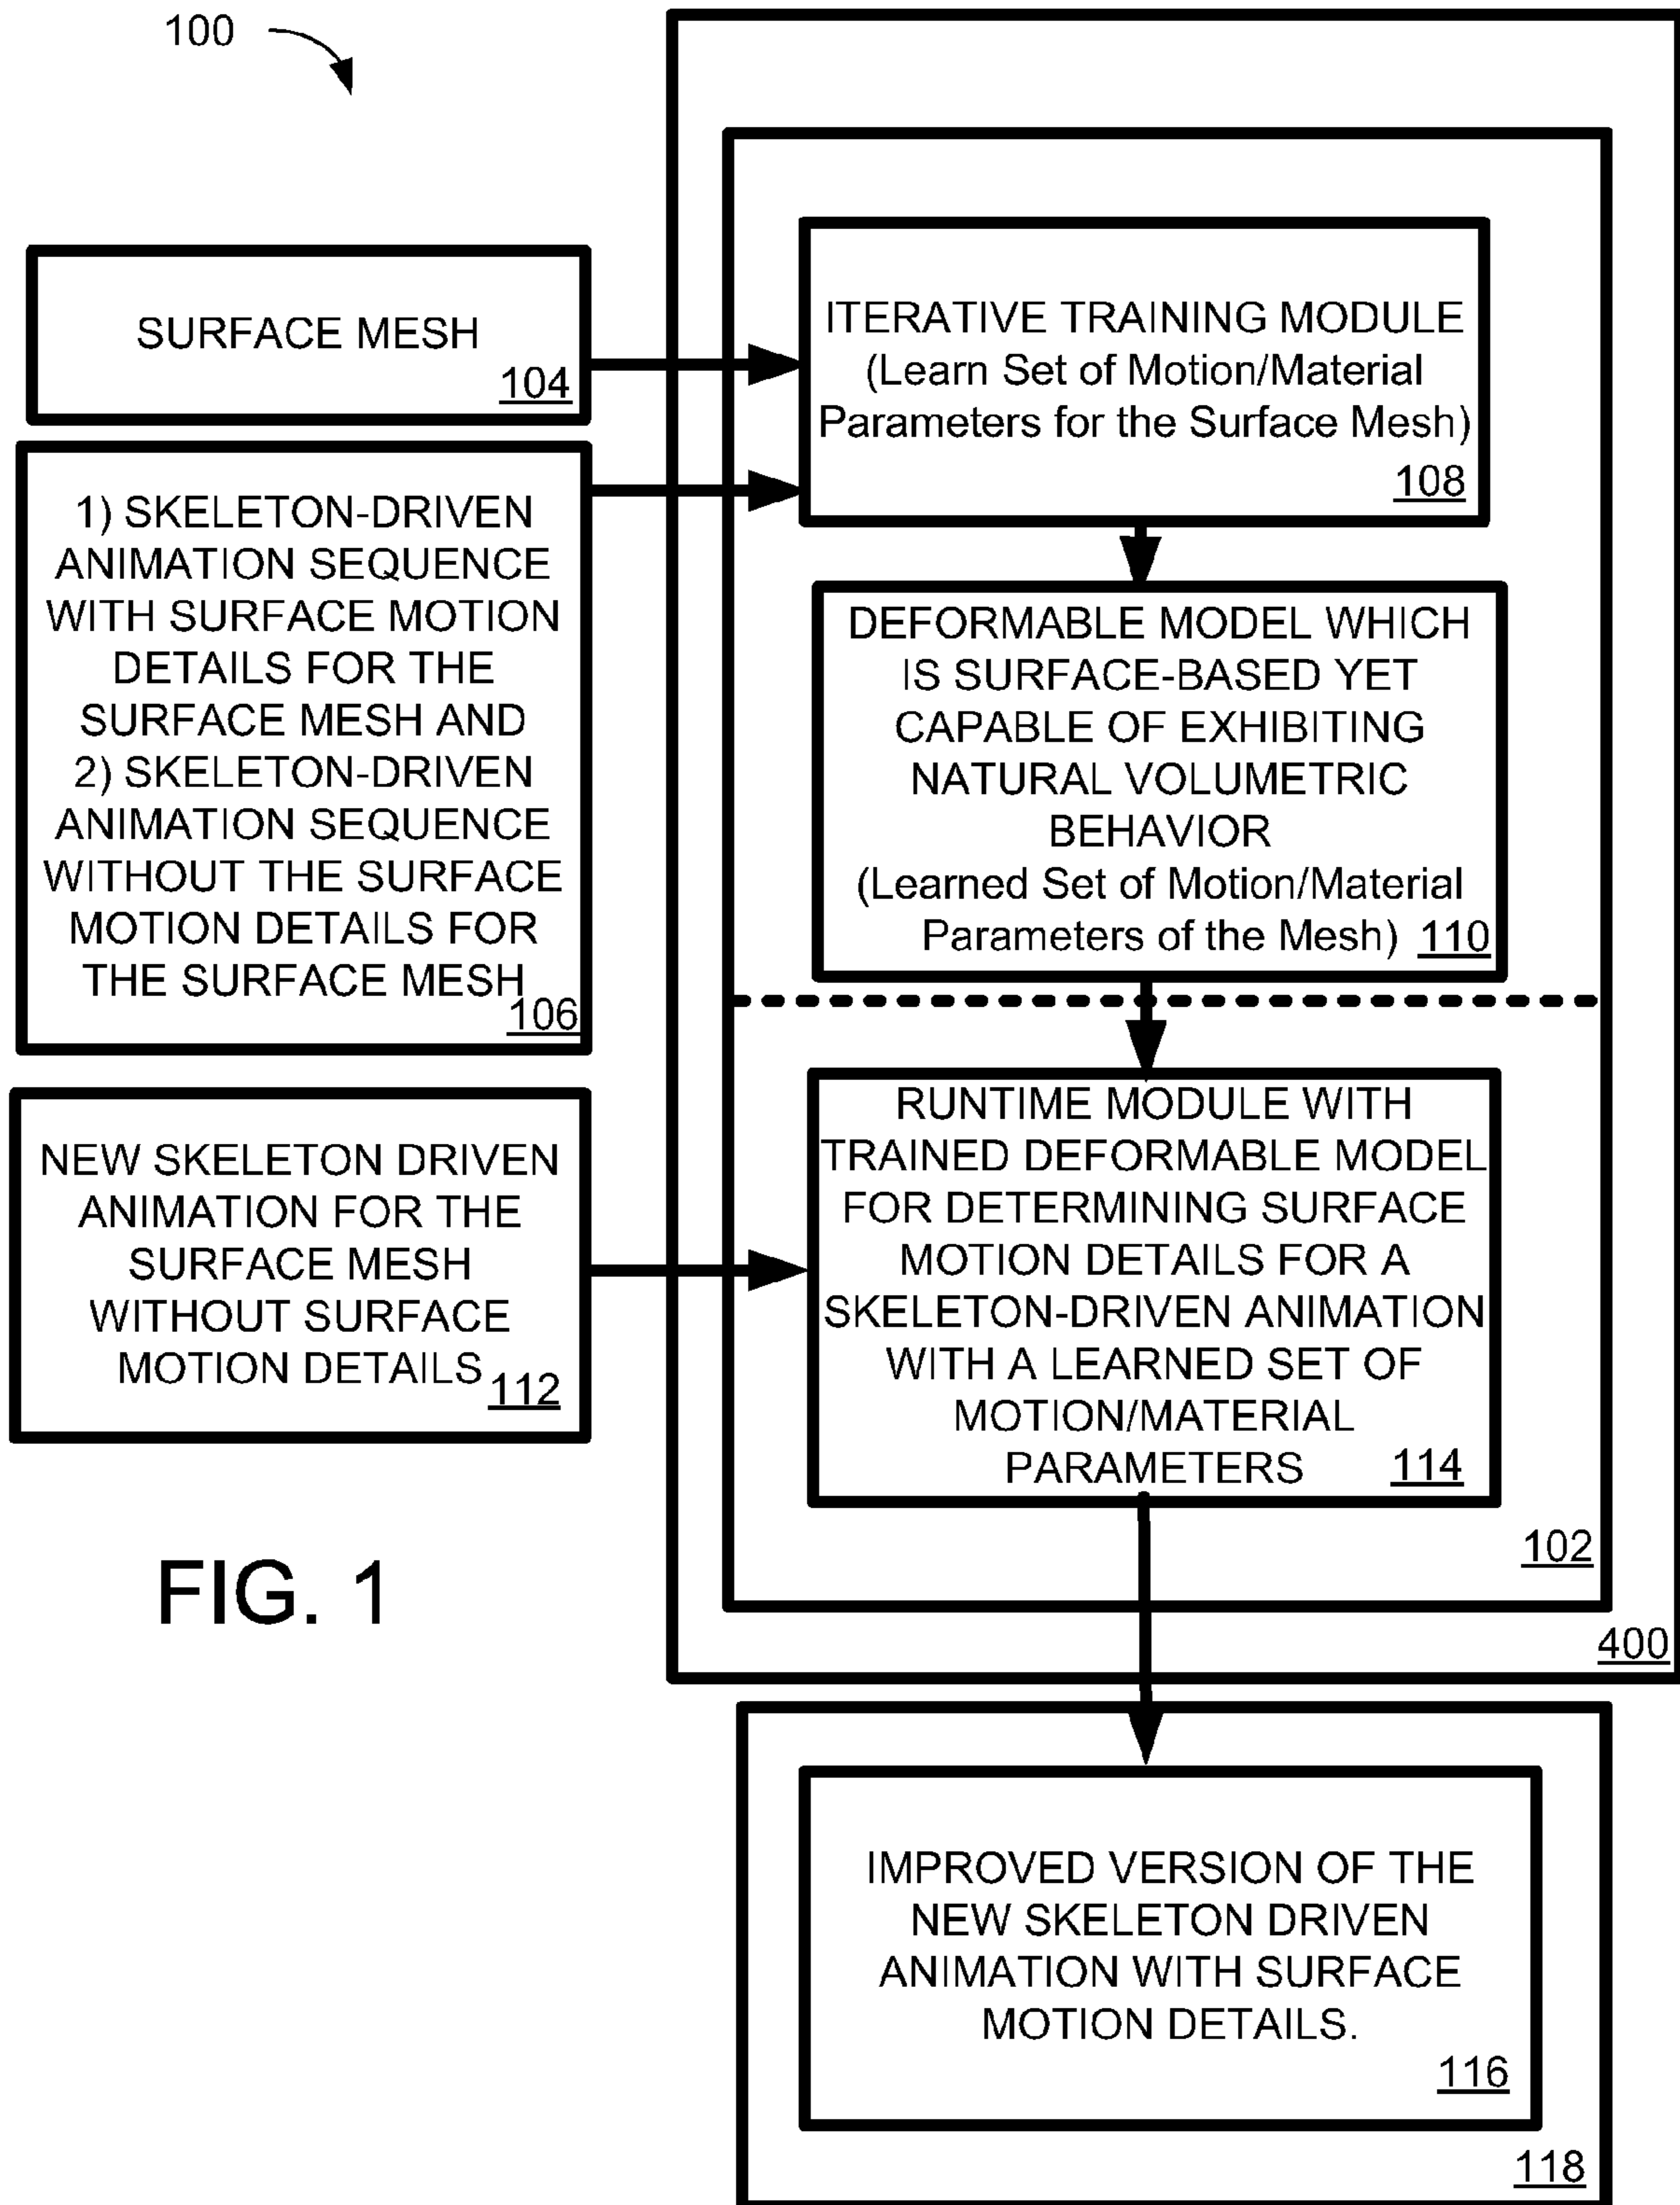 100
SURFACE MESH
104
1) SKELETON-DRIVEN
ANIMATION SEQUENCE
WITH SURFACE MOTION
DETAILS FOR THE
SURFACE MESH AND
2) SKELETON-DRIVEN
ANIMATION SEQUENCE
WITHOUT THE SURFACE
MOTION DETAILS FOR
THE SURFACE MESH
106
NEW SKELETON DRIVEN
ANIMATION FOR THE
SURFACE MESH
WITHOUT SURFACE
MOTION DETAILS
112
ITERATIVE TRAINING MODULE
(Learn Set of Motion/Material
Parameters for the Surface Mesh)
108
DEFORMABLE MODEL WHICH
IS SURFACE-BASED YET
CAPABLE OF EXHIBITING
NATURAL VOLUMETRIC
BEHAVIOR
(Learned Set of Motion/Material
Parameters of the Mesh) 110
RUNTIME MODULE WITH
TRAINED DEFORMABLE MODEL
FOR DETERMINING SURFACE
MOTION DETAILS FOR A
SKELETON-DRIVEN ANIMATION
WITH A LEARNED SET OF
MOTION/MATERIAL
PARAMETERS 114
102
400
IMPROVED VERSION OF THE
NEW SKELETON DRIVEN
ANIMATION WITH SURFACE
MOTION DETAILS.
116
118
FIG. 1